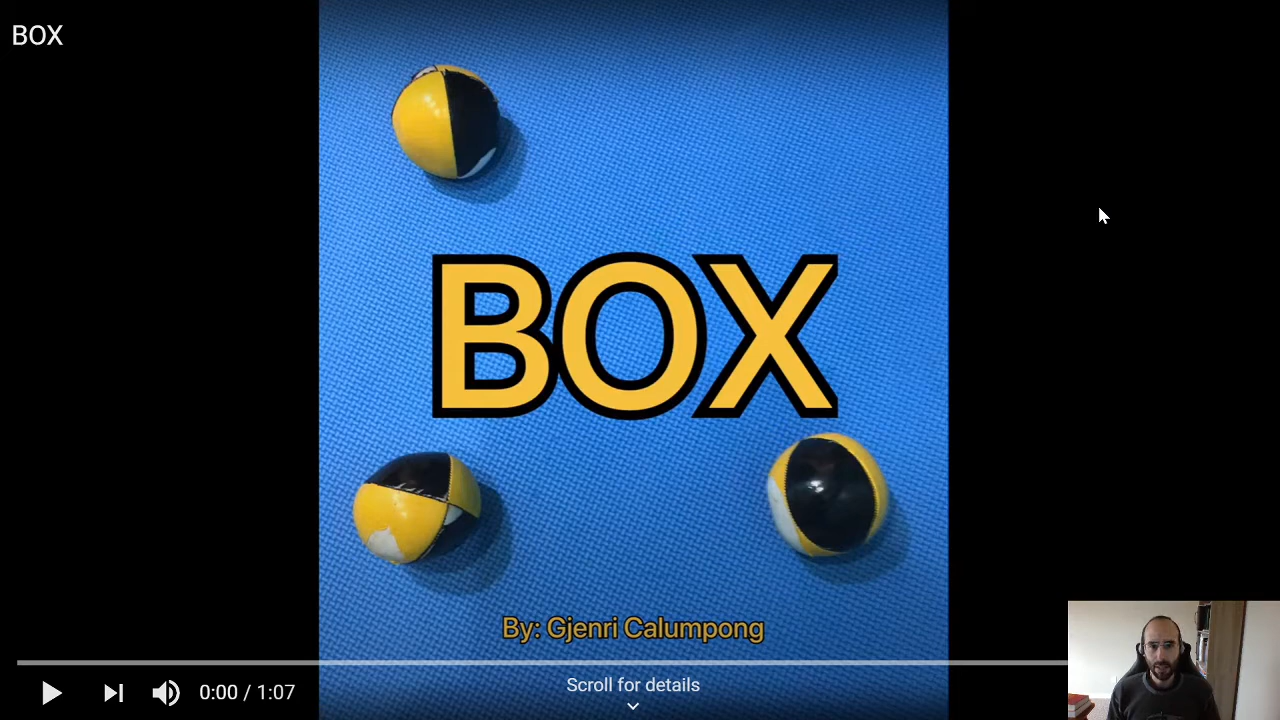 BOX
BOX
By: Gjenri Calumpong
0:00 / 1:07
Scroll for details